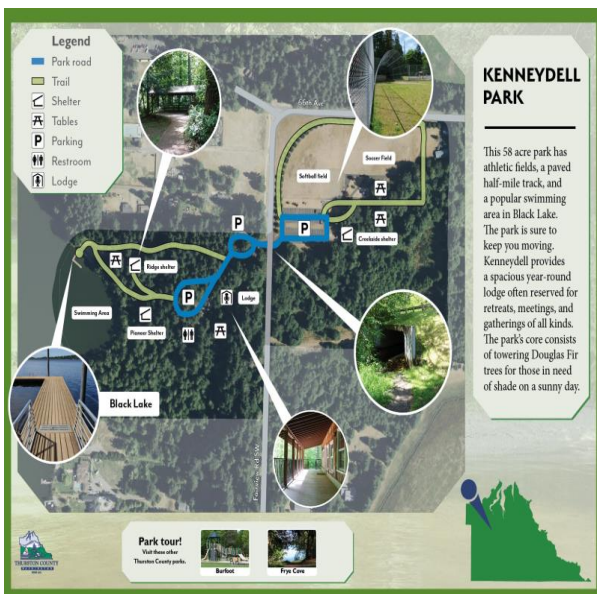 Legend
Park road
Trail
Shelter
Tables
P
Parking
Restroom
Lodge
KENNEYDELL
PARK
This 58 acre park has
athletic fields, a paved
half-mile track, and
a popular swimming
area in Black Lake.
The park is sure to
keep you moving.
Kenneydell provides
a spacious year-round
lodge often reserved for
retreats, meetings, and
gatherings of all kinds.
The park's core consists
of towering Douglas Fir
trees for those in need
of shade on a sunny day.
66th Ave
Soccer Field
Softball field
P
P
Creekside shelter
Ridge shelter
P
Lodge
Swimming Area
Pioneer Shelter
Black Lake
Park tour!
Visit these other
Thurston County parks.
Burfoot
Frye Cove
THURSTON COUNTY